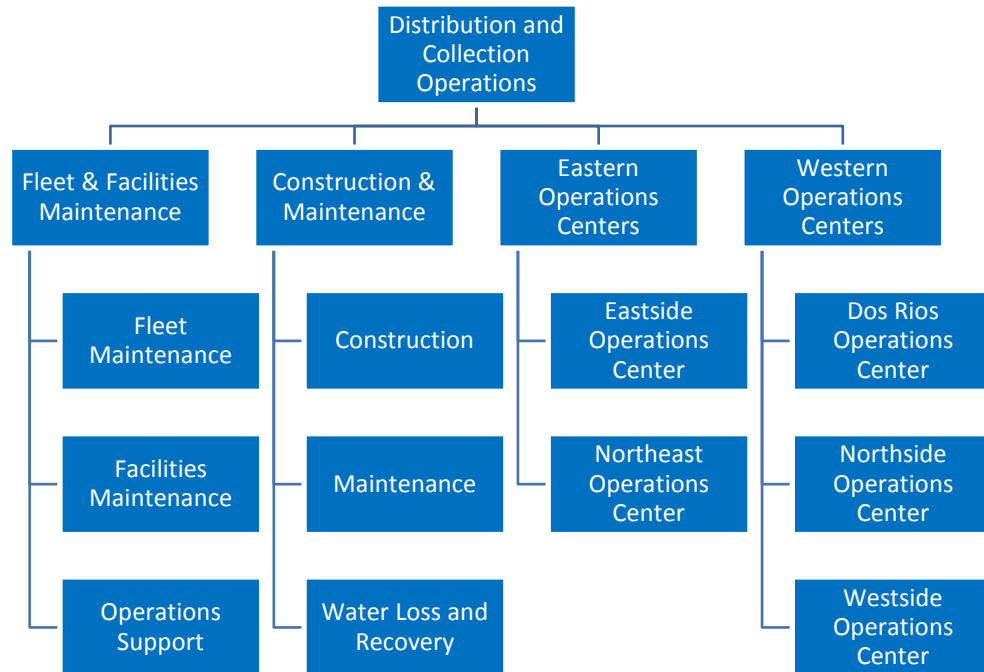 Distribution and
Collection
Operations
Fleet & Facilities
Maintenance
Construction &
Maintenance
Eastern
Operations
Centers
Western
Operations
Centers
Fleet
Maintenance
Construction
Eastside
Operations
Center
Dos Rios
Operations
Center
Facilities
Maintenance
Maintenance
Northeast
Operations
Center
Northside
Operations
Center
Operations
Support
Water Loss and
Recovery
Westside
Operations
Center